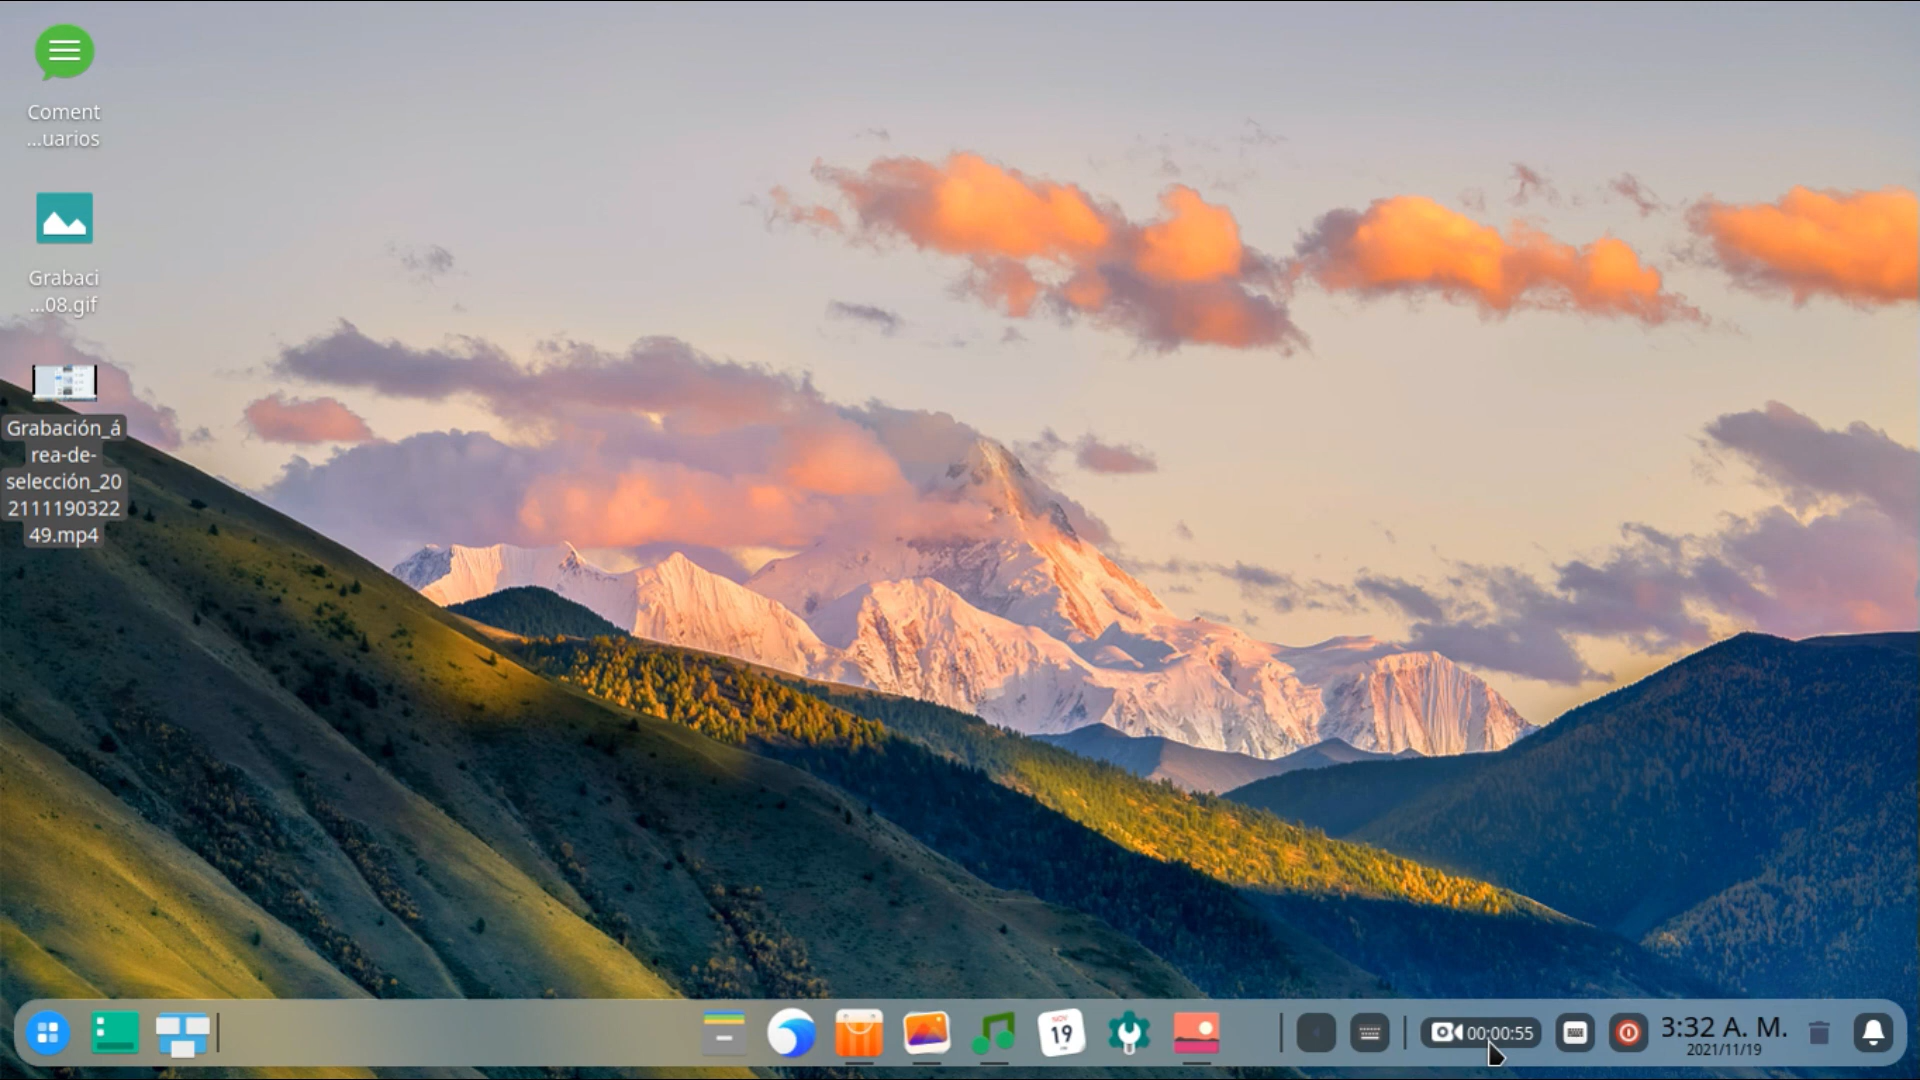 Coment
...uarios
Grabaci
...08.gif
Grabación_á
rea-de-
selección_20
2111190322
49.mp4
NOV
19
00:00:55
3:32 A. M.
2021/11/19